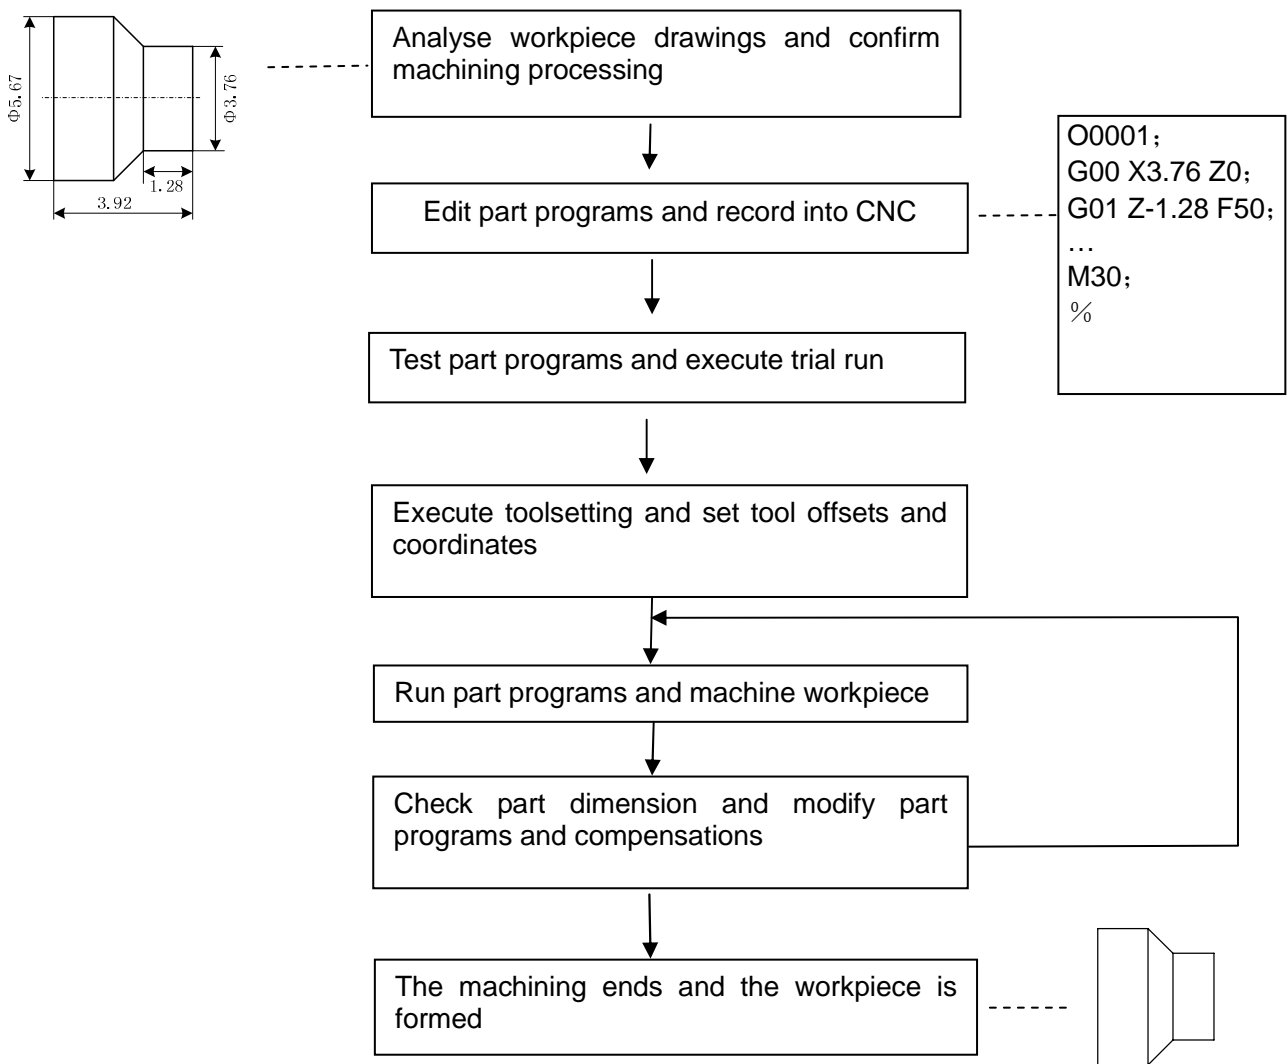 Φ5.67
Φ3.76
1.28
3.92
Analyse workpiece drawings and confirm
machining processing
Edit part programs and record into CNC
O0001；
G00 X3.76 Z0；
G01 Z-1.28 F50；
…
M30；
％
Test part programs and execute trial run
Execute toolsetting and set tool offsets and
coordinates
Run part programs and machine workpiece
Check part dimension and modify part
programs and compensations
The machining ends and the workpiece is
formed